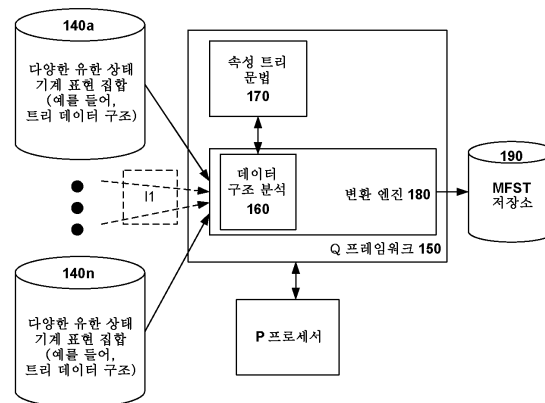 140a
다양한 유한 상태
기계 표현 집합
(예를 들어,
트리 데이터 구조)
I1
140n
다양한 유한 상태
기계 표현 집합
(예를 들어,
트리 데이터 구조)
속성 트리
문법
170
데이터
구조 분석
160
변환 엔진 180
Q 프레임워크 150
P 프로세서
190
MFST
저장소